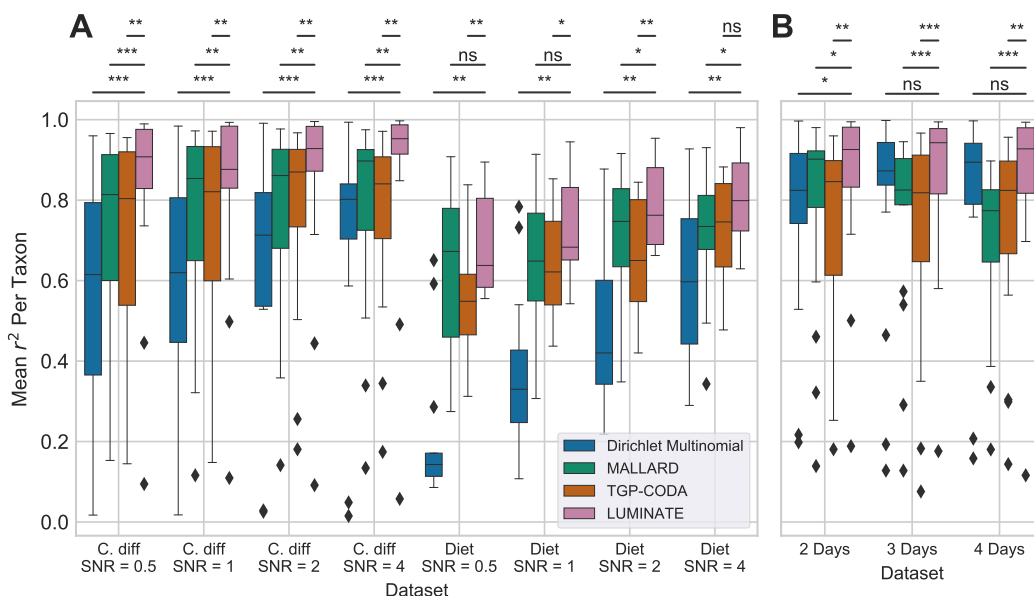 A
B
** ** ** ** ** * ** ns
*** ** ** ** ns ns * *
*** *** *** *** ** ** ** **
** *** **
* *** ***
* ns ns
Mean r² Per Taxon
1.0
0.8
0.6
0.4
0.2
0.0
Dirichlet Multinomial
MALLARD
TGP-CODA
LUMINATE
C. diff
SNR = 0.5
C. diff
SNR = 1
C. diff
SNR = 2
C. diff
SNR = 4
Diet
SNR = 0.5
Diet
SNR = 1
Diet
SNR = 2
Diet
SNR = 4
Dataset
2 Days
3 Days
4 Days
Dataset